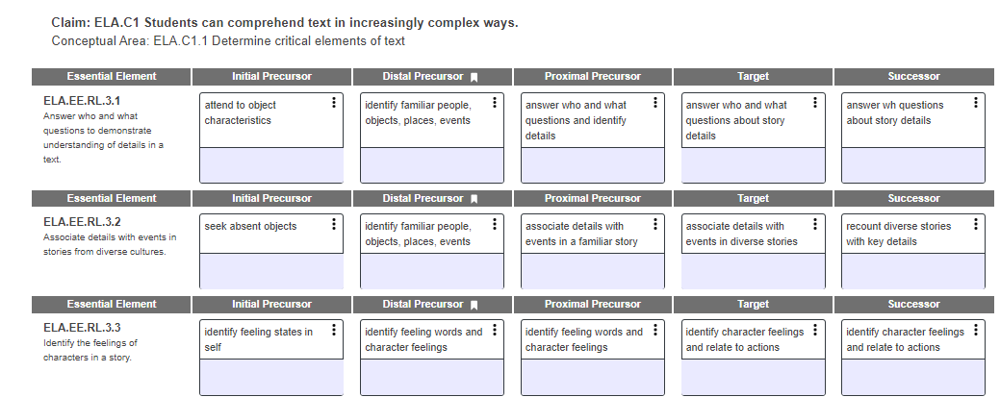 Claim: ELA.C1 Students can comprehend text in increasingly complex ways.
Conceptual Area: ELA.C1.1 Determine critical elements of text
Essential Element Initial Precursor Distal Precursor Proximal Precursor Target Successor
ELA.EE.RL.3.1
Answer who and what
questions to demonstrate
understanding of details in a
text.
attend to object
characteristics
identify familiar people,
objects, places, events
answer who and what
questions and identify
details
answer who and what
questions about story
details
answer wh questions
about story details
Essential Element Initial Precursor Distal Precursor Proximal Precursor Target Successor
ELA.EE.RL.3.2
Associate details with events in
stories from diverse cultures.
seek absent objects
identify familiar people,
objects, places, events
associate details with
events in a familiar story
associate details with
events in diverse stories
recount diverse stories
with key details
Essential Element Initial Precursor Distal Precursor Proximal Precursor Target Successor
ELA.EE.RL.3.3
Identify the feelings of
characters in a story.
identify feeling states in
self
identify feeling words and
character feelings
identify feeling words and
character feelings
identify character feelings
and relate to actions
identify character feelings
and relate to actions